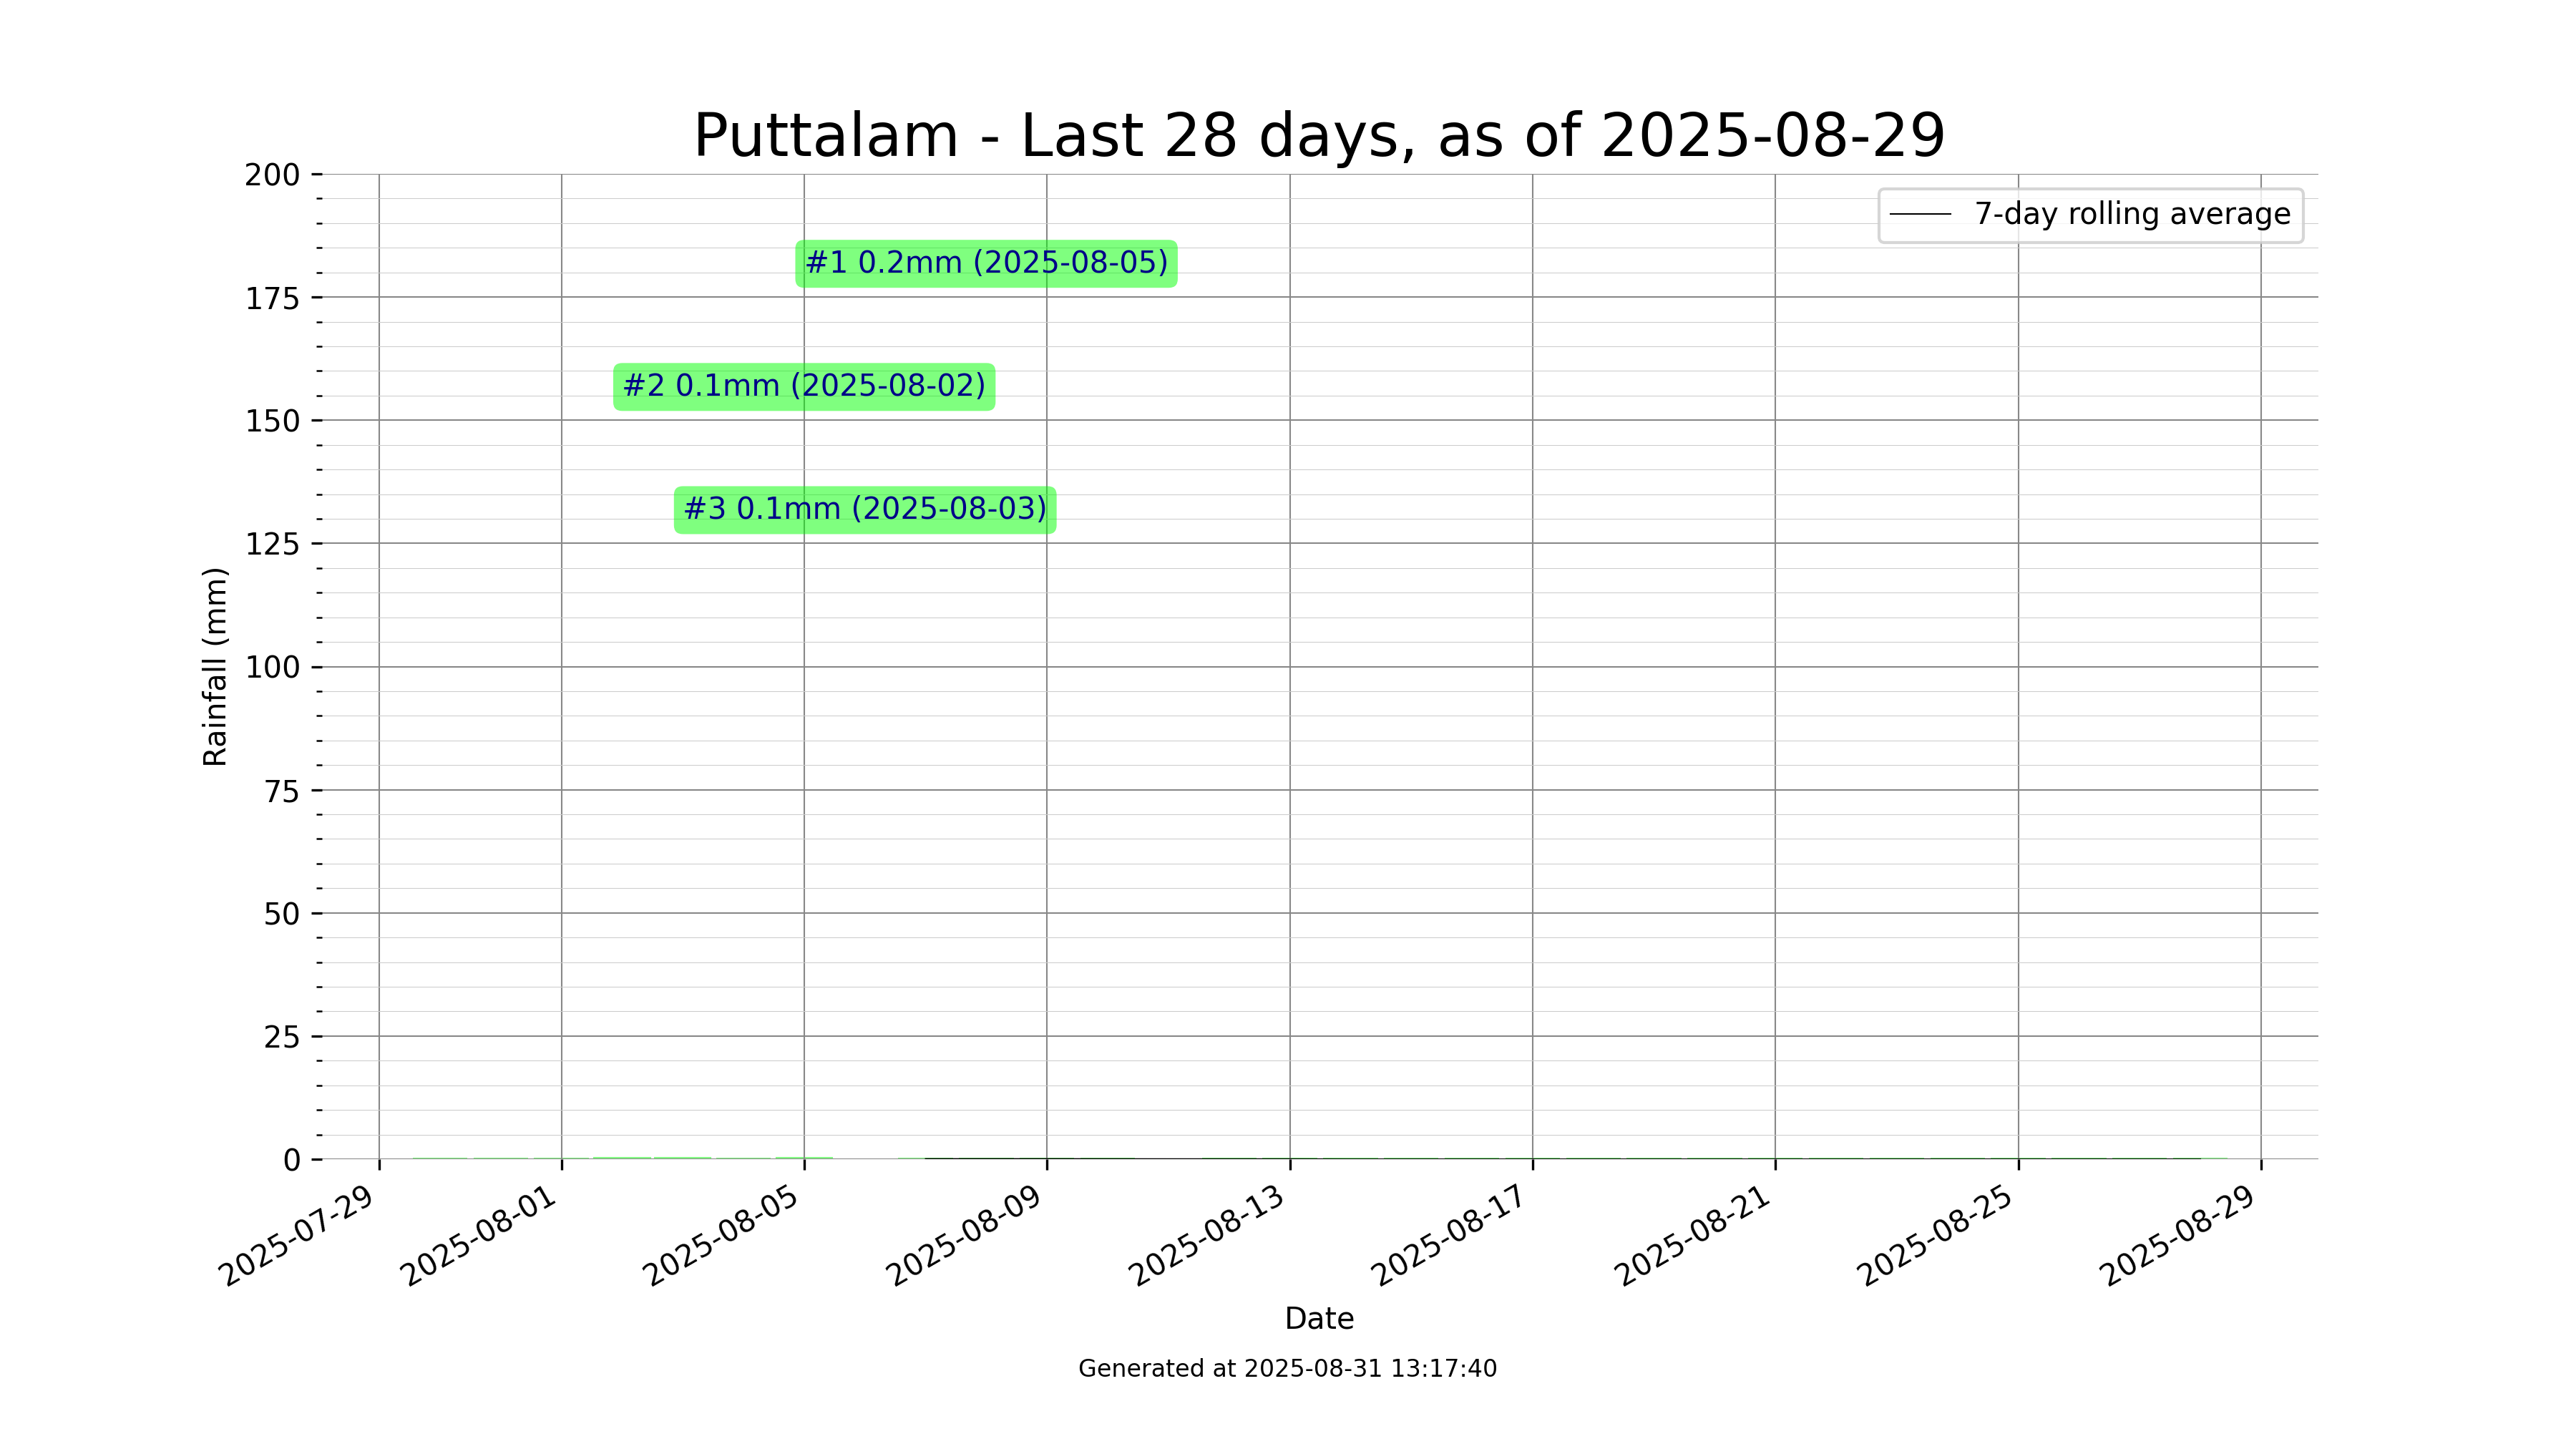 Puttalam - Last 28 days, as of 2025-08-29
200
175
150
125
100
75
50
25
0
Rainfall (mm)
7-day rolling average
#1 0.2mm (2025-08-05)
#2 0.1mm (2025-08-02)
#3 0.1mm (2025-08-03)
2025-07-29
2025-08-01
2025-08-05
2025-08-09
2025-08-13
2025-08-17
2025-08-21
2025-08-25
2025-08-29
Date
Generated at 2025-08-31 13:17:40